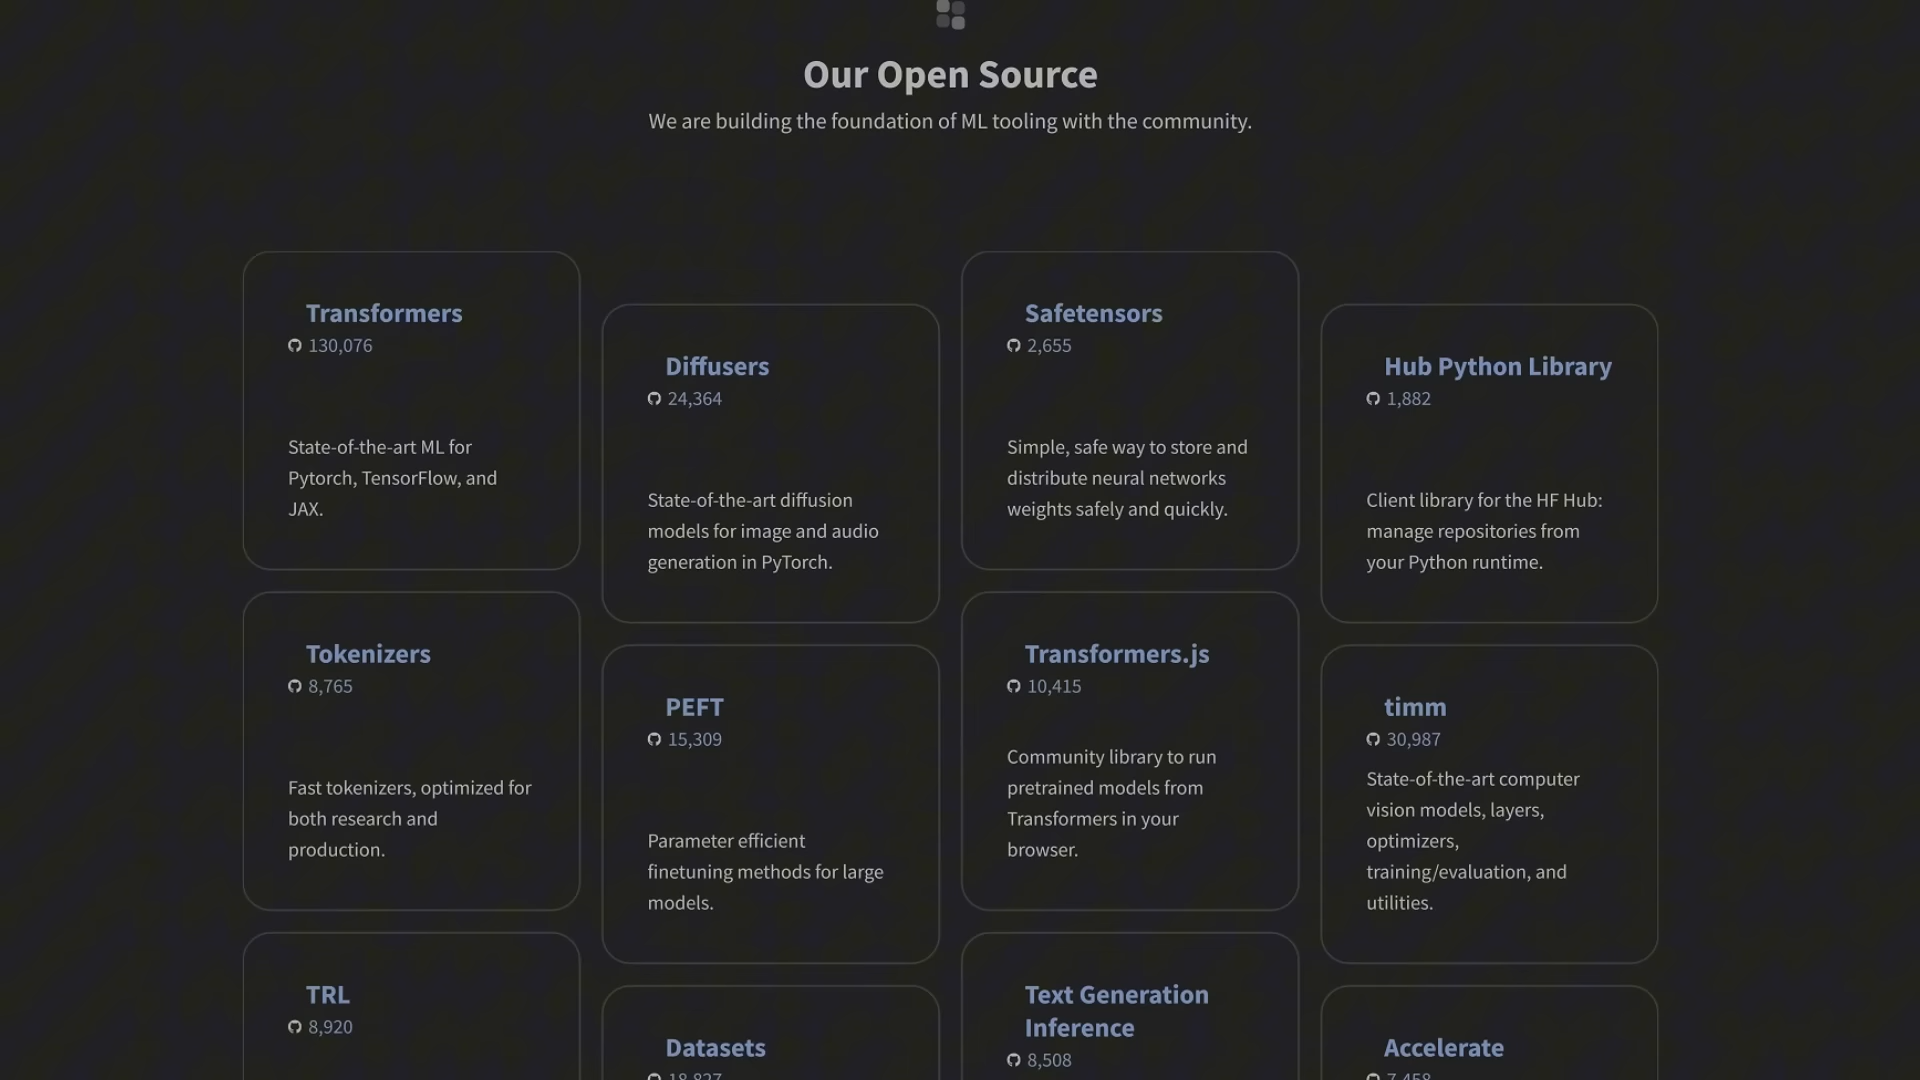 Our Open Source
We are building the foundation of ML tooling with the community.
Transformers
130,076
State-of-the-art ML for
Pytorch, TensorFlow, and
JAX.
Diffusers
24,364
State-of-the-art diffusion
models for image and audio
generation in PyTorch.
Safetensors
2,655
Simple, safe way to store and
distribute neural networks
weights safely and quickly.
Hub Python Library
1,882
Client library for the HF Hub:
manage repositories from
your Python runtime.
Tokenizers
8,765
Fast tokenizers, optimized for
both research and
production.
PEFT
15,309
Parameter efficient
finetuning methods for large
models.
Transformers.js
10,415
Community library to run
pretrained models from
Transformers in your
browser.
timm
30,987
State-of-the-art computer
vision models, layers,
optimizers,
training/evaluation, and
utilities.
TRL
8,920
Datasets
Text Generation
Inference
8,508
Accelerate